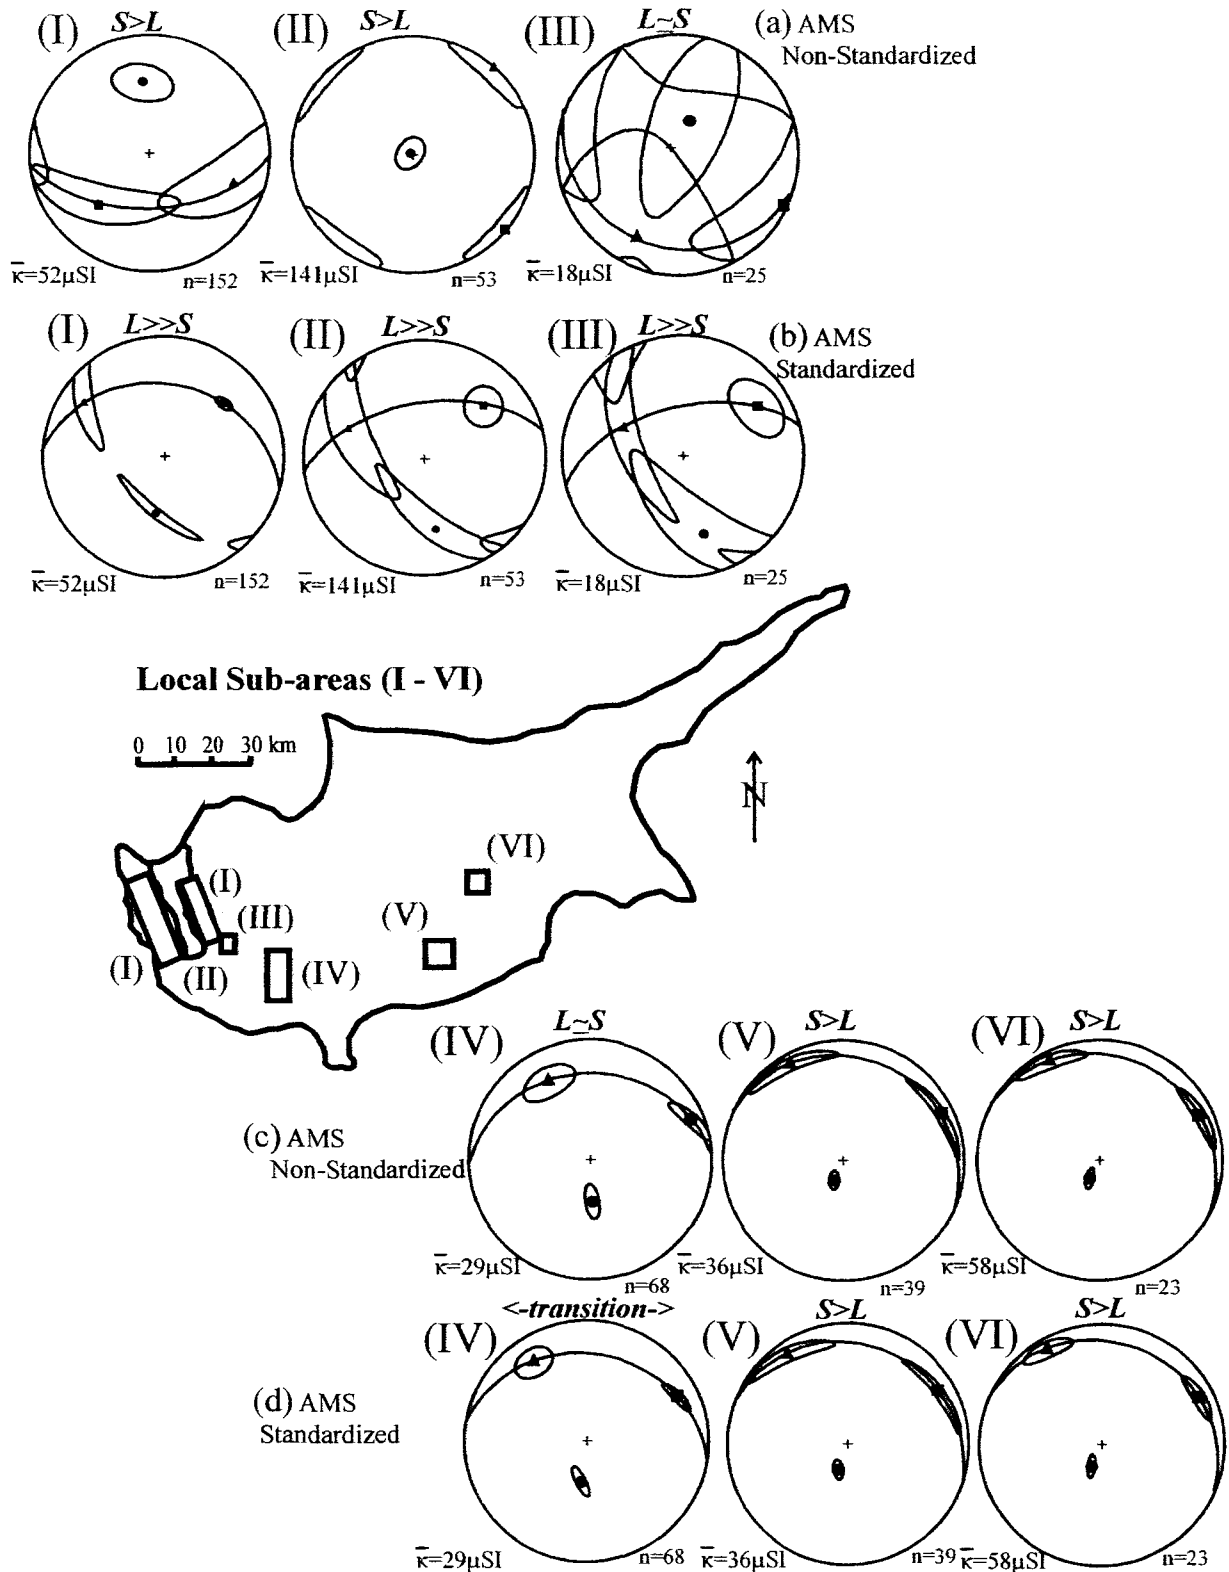 (I) S>L
(II) S>L
(III) L~S
(a) AMS
Non-Standardized
κ̅=52μSI n=152
κ̅=141μSI n=53
κ̅=18μSI n=25
(I) L>>S
(II) L>>S
(III) L>>S
(b) AMS
Standardized
κ̅=52μSI n=152
κ̅=141μSI n=53
κ̅=18μSI n=25
Local Sub-areas (I - VI)
0 10 20 30 km
N
(VI)
(I)
(III)
(V)
(I)
(II)
(IV)
(IV) L~S
(V) S>L
(VI) S>L
(c) AMS
Non-Standardized
κ̅=29μSI n=68
κ̅=36μSI n=39
κ̅=58μSI n=23
(IV) <-transition->
(V) S>L
(VI) S>L
(d) AMS
Standardized
κ̅=29μSI n=68
κ̅=36μSI n=39
κ̅=58μSI n=23